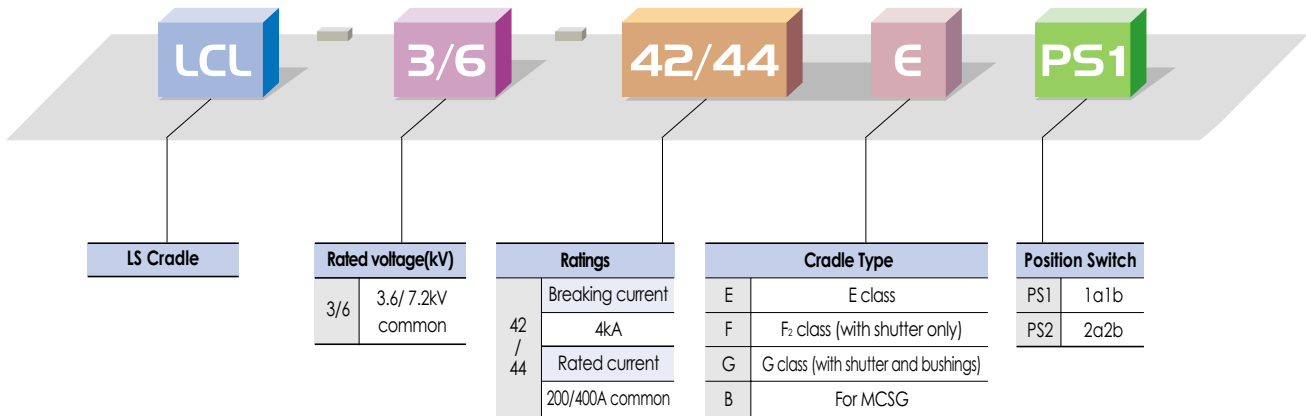 LCL 3/6 42/44 E PS1
LS Cradle
Rated voltage(kV)
3/6 3.6/ 7.2kV
common
Ratings
42
/
44
Breaking current
4kA
Rated current
200/400A common
Cradle Type
E E class
F F₂ class (with shutter only)
G G class (with shutter and bushings)
B For MCSG
Position Switch
PS1 1a1b
PS2 2a2b